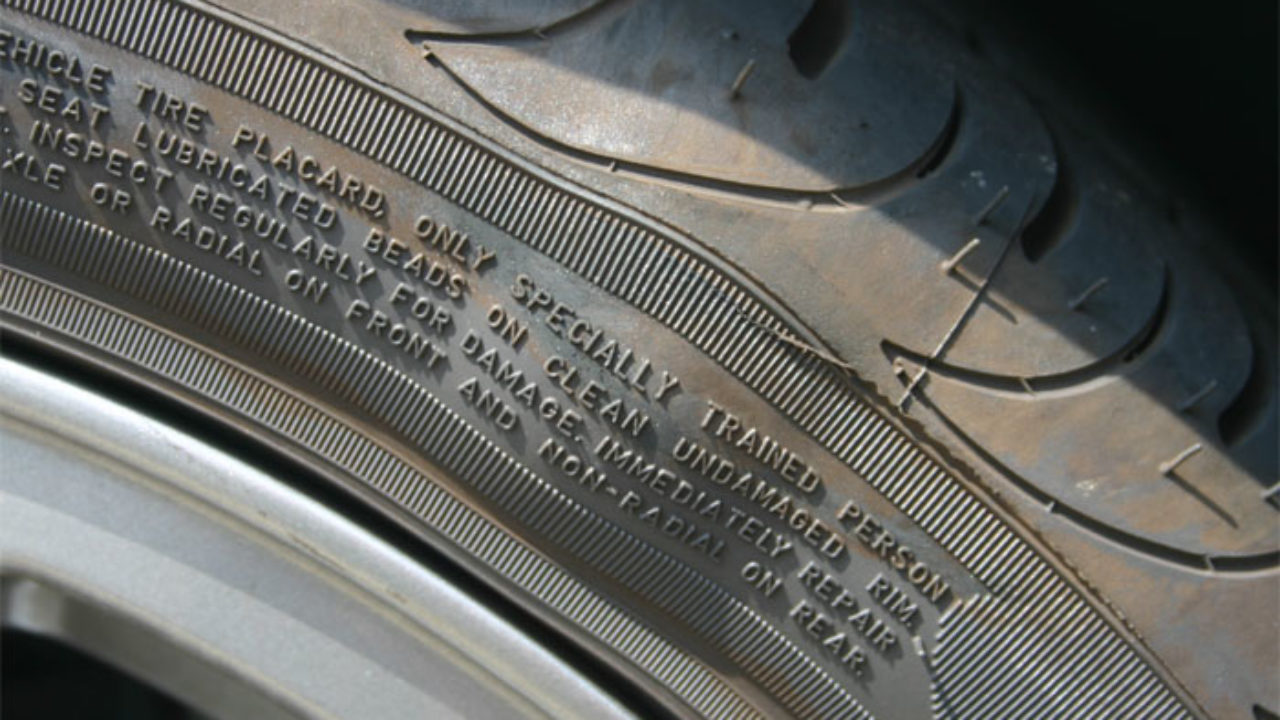 EHICLE TIRE PLACARD, ONLY SPECIALLY TRAINED PERSON
SEAT LUBRICATED BEADS ON CLEAN UNDAMAGED RIM.
INSPECT REGULARLY FOR DAMAGE. IMMEDIATELY REPAIR
XLE OR RADIAL ON FRONT AND NON-RADIAL ON REAR.